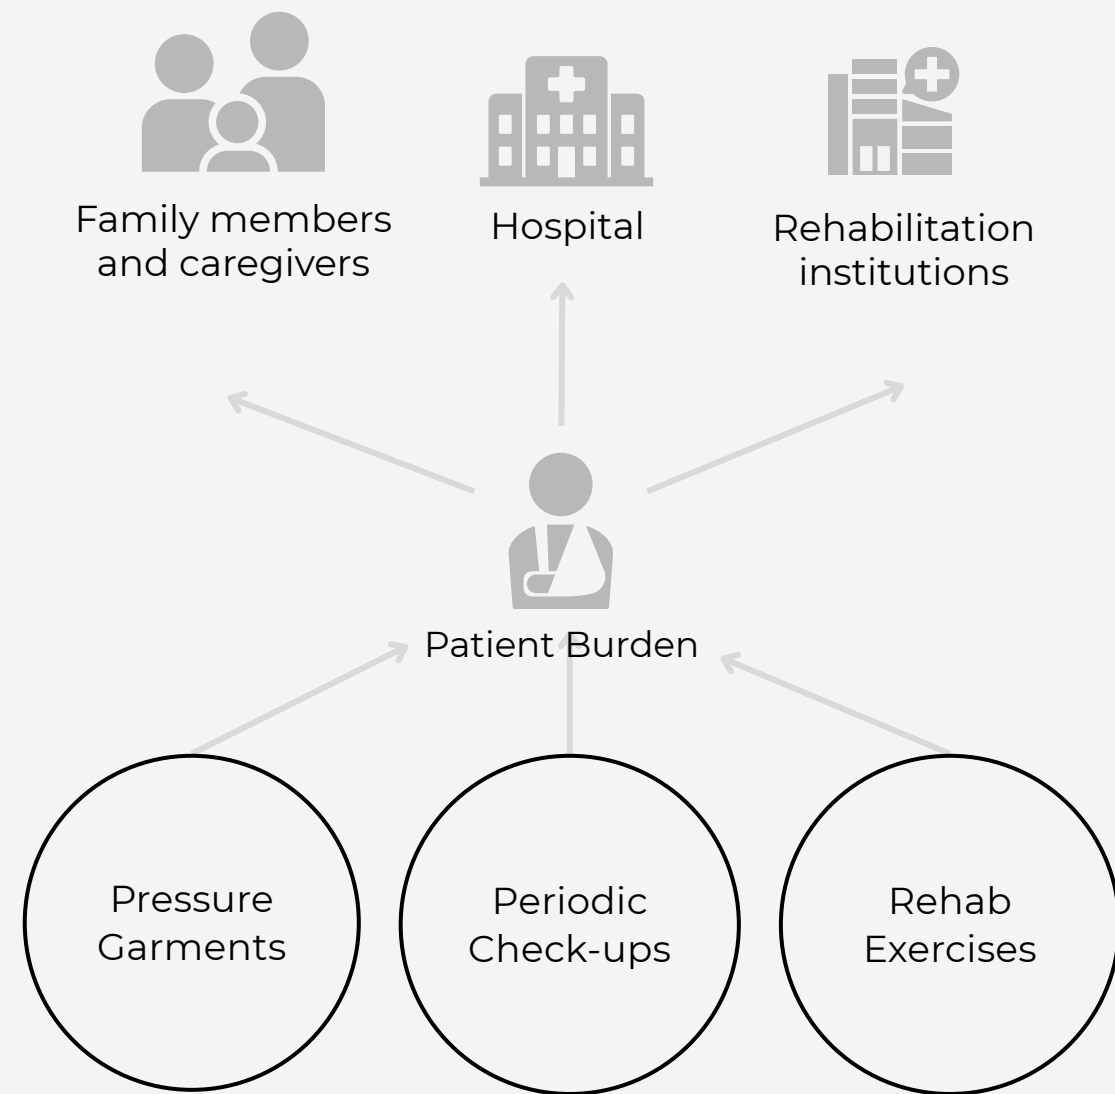 Family members
and caregivers
Hospital
Rehabilitation
institutions
Patient Burden
Pressure
Garments
Periodic
Check-ups
Rehab
Exercises